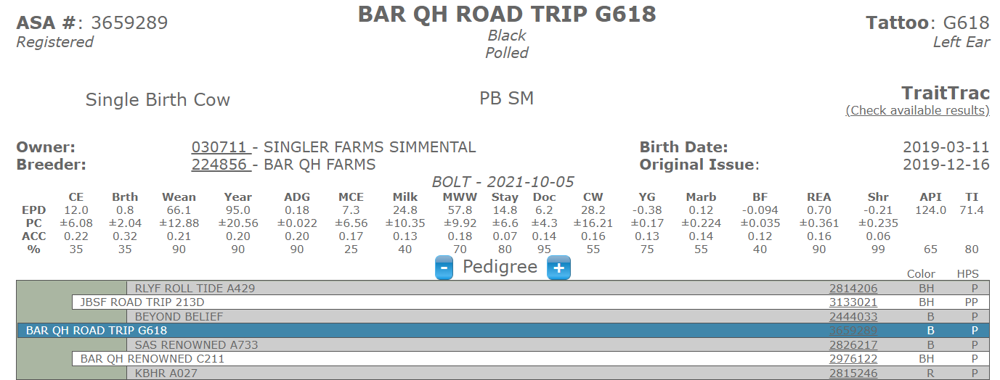 BAR QH ROAD TRIP G618
ASA #: 3659289
Tattoo: G618
Registered
Black
Left Ear
Polled
Single Birth Cow
PB SM
TraitTrac
(Check available results)
Owner: 030711 - SINGLER FARMS SIMMENTAL Birth Date: 2019-03-11
Breeder: 224856 - BAR QH FARMS Original Issue: 2019-12-16
BOLT - 2021-10-05
CE Brth Wean Year ADG MCE Milk MWW Stay Doc CW YG Marb BF REA Shr API TI
EPD 12.0 0.8 66.1 95.0 0.18 7.3 24.8 57.8 14.8 6.2 28.2 -0.38 0.12 -0.094 0.70 -0.21 124.0 71.4
PC ±6.08 ±2.04 ±12.88 ±20.56 ±0.022 ±6.56 ±10.35 ±9.92 ±6.6 ±4.3 ±16.21 ±0.17 ±0.224 ±0.035 ±0.361 ±0.235
ACC 0.22 0.32 0.21 0.20 0.20 0.17 0.13 0.18 0.07 0.14 0.16 0.13 0.14 0.12 0.16 0.06
% 35 35 90 90 90 25 40 70 80 95 55 75 55 40 90 99 65 80
- Pedigree +
Color HPS
RLYF ROLL TIDE A429 2814206 BH P
JBSF ROAD TRIP 213D 3133021 BH PP
BEYOND BELIEF 2444033 B P
BAR QH ROAD TRIP G618 3659289 B P
SAS RENOWNED A733 2826217 B P
BAR QH RENOWNED C211 2976122 BH P
KBHR A027 2815246 R P